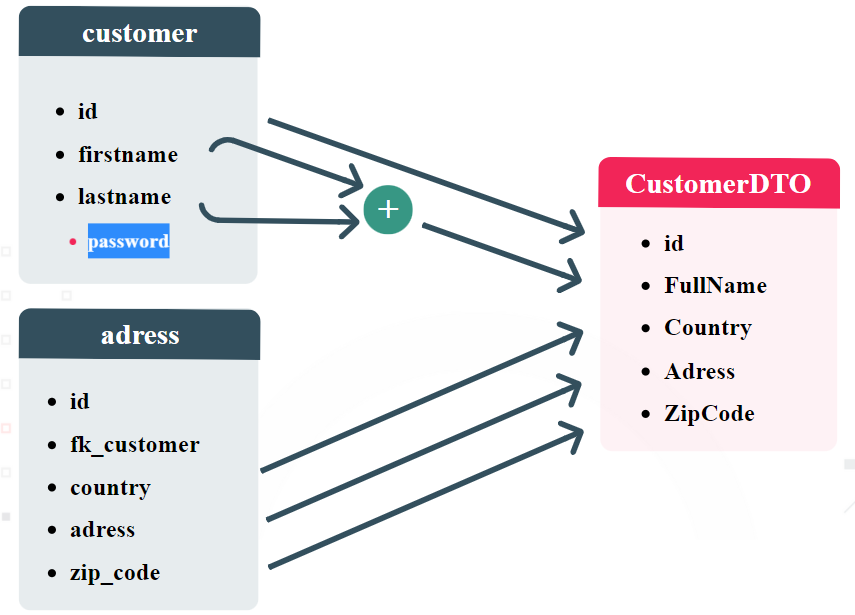 customer
id
firstname
lastname
password
+
adress
id
fk_customer
country
adress
zip_code
CustomerDTO
id
FullName
Country
Adress
ZipCode